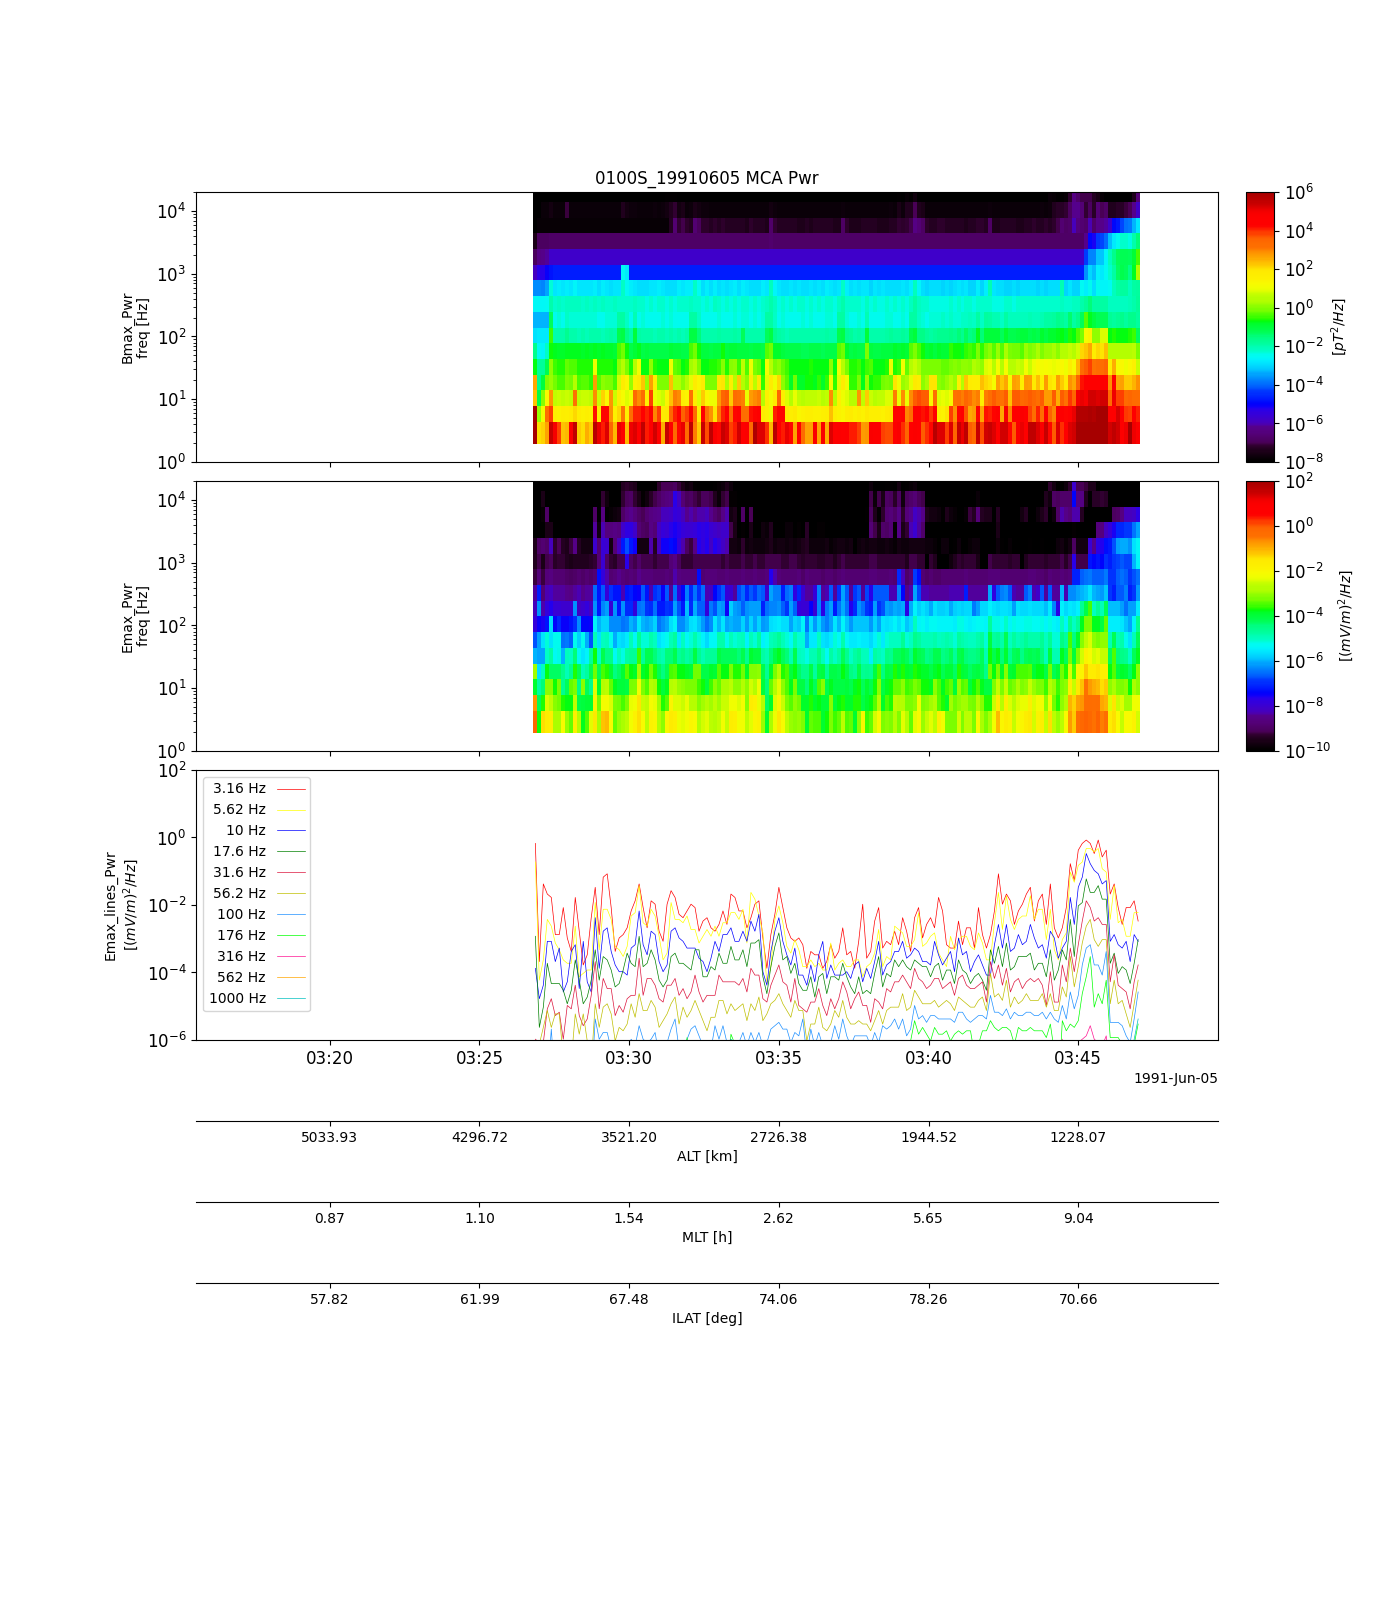 0100S_19910605 MCA Pwr
10^4
10^3
10^2
10^1
10^0
Bmax_Pwr
freq [Hz]
10^6
10^4
10^2
10^0
10^−2
10^−4
10^−6
10^−8
[pT^2/Hz]
10^4
10^3
10^2
10^1
10^0
Emax_Pwr
freq [Hz]
10^2
10^0
10^−2
10^−4
10^−6
10^−8
10^−10
[(mV/m)^2/Hz]
10^2
10^0
10^−2
10^−4
10^−6
Emax_lines_Pwr
[(mV/m)^2/Hz]
3.16 Hz
5.62 Hz
10 Hz
17.6 Hz
31.6 Hz
56.2 Hz
100 Hz
176 Hz
316 Hz
562 Hz
1000 Hz
03:20 03:25 03:30 03:35 03:40 03:45
1991-Jun-05
5033.93 4296.72 3521.20 2726.38 1944.52 1228.07
ALT [km]
0.87 1.10 1.54 2.62 5.65 9.04
MLT [h]
57.82 61.99 67.48 74.06 78.26 70.66
ILAT [deg]